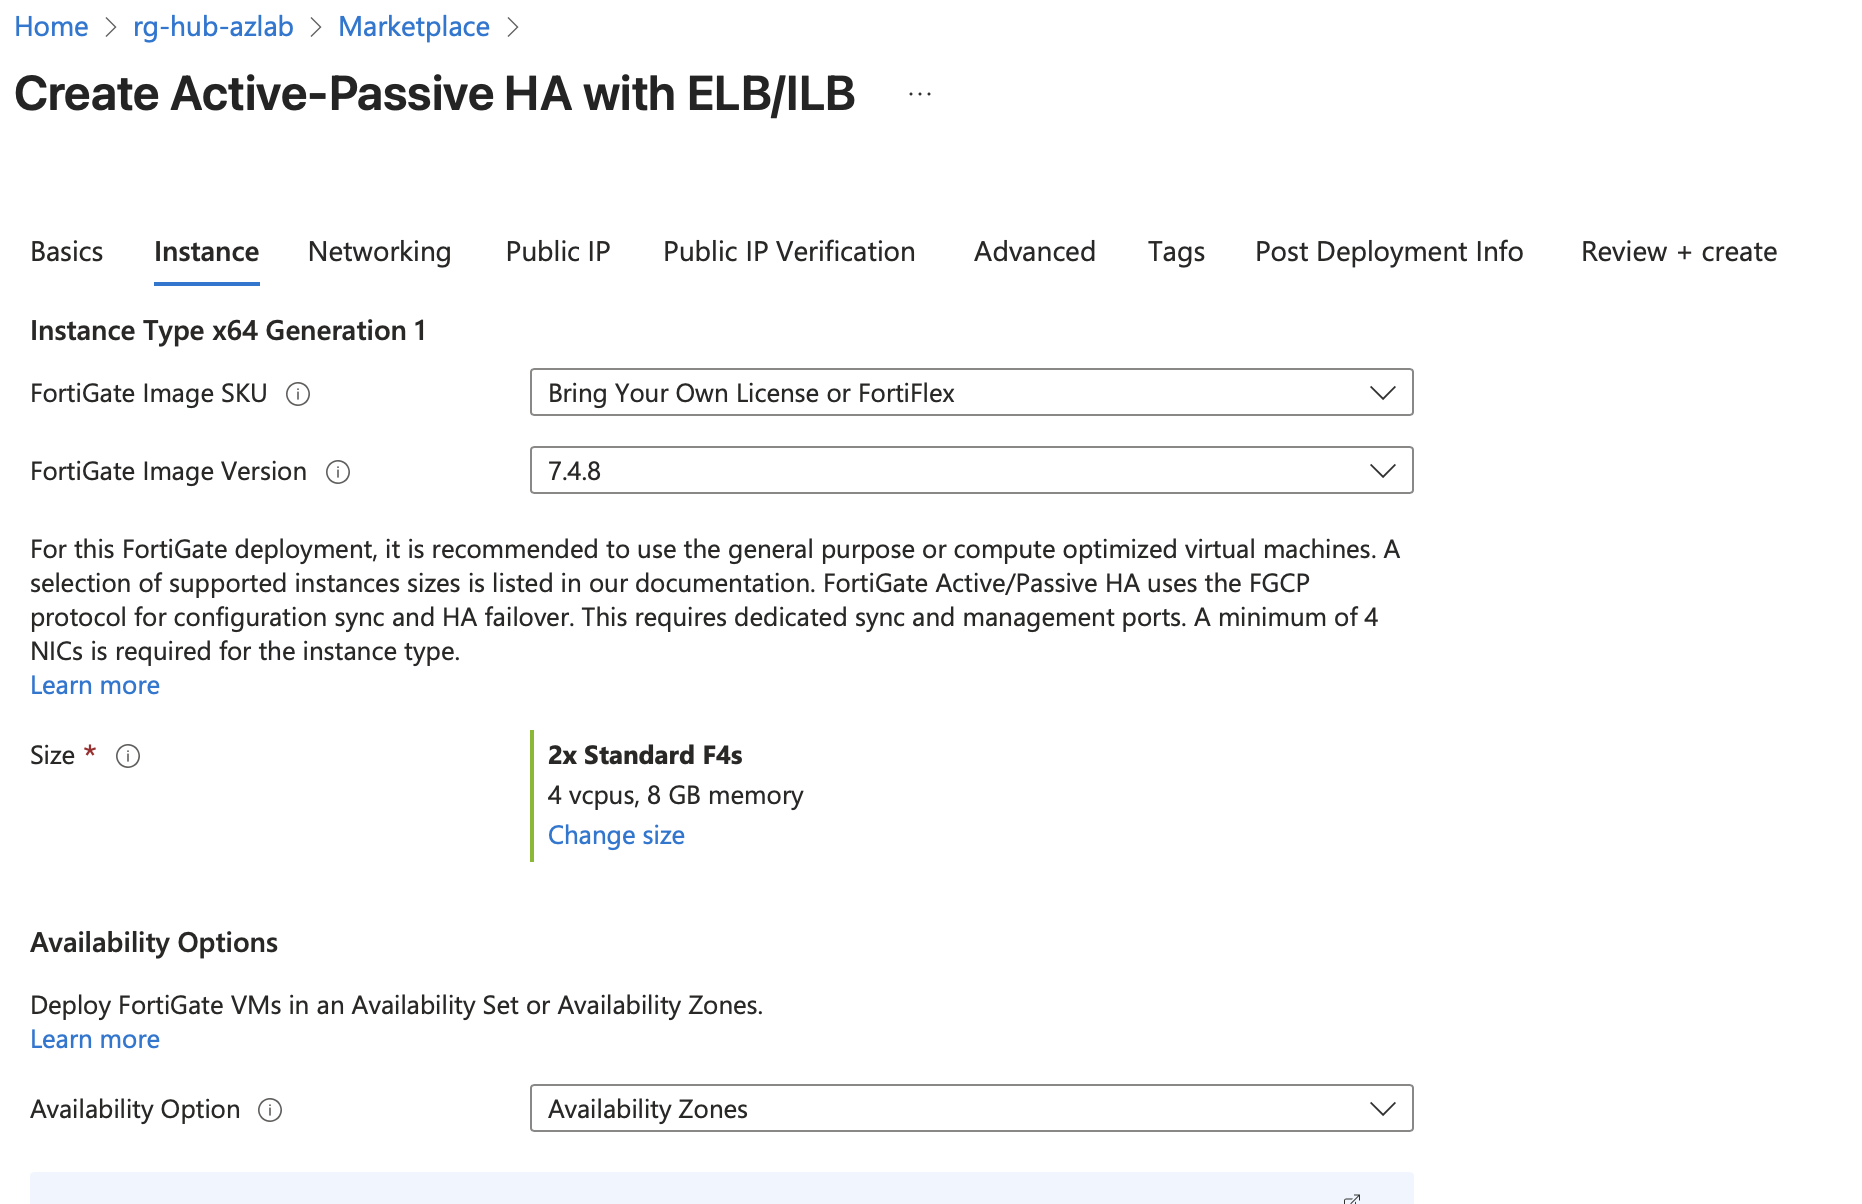 Home > rg-hub-azlab > Marketplace >
Create Active-Passive HA with ELB/ILB ...
Basics Instance Networking Public IP Public IP Verification Advanced Tags Post Deployment Info Review + create
Instance Type x64 Generation 1
FortiGate Image SKU Bring Your Own License or FortiFlex
FortiGate Image Version 7.4.8
For this FortiGate deployment, it is recommended to use the general purpose or compute optimized virtual machines. A
selection of supported instances sizes is listed in our documentation. FortiGate Active/Passive HA uses the FGCP
protocol for configuration sync and HA failover. This requires dedicated sync and management ports. A minimum of 4
NICs is required for the instance type.
Learn more
Size * 2x Standard F4s
4 vcpus, 8 GB memory
Change size
Availability Options
Deploy FortiGate VMs in an Availability Set or Availability Zones.
Learn more
Availability Option Availability Zones